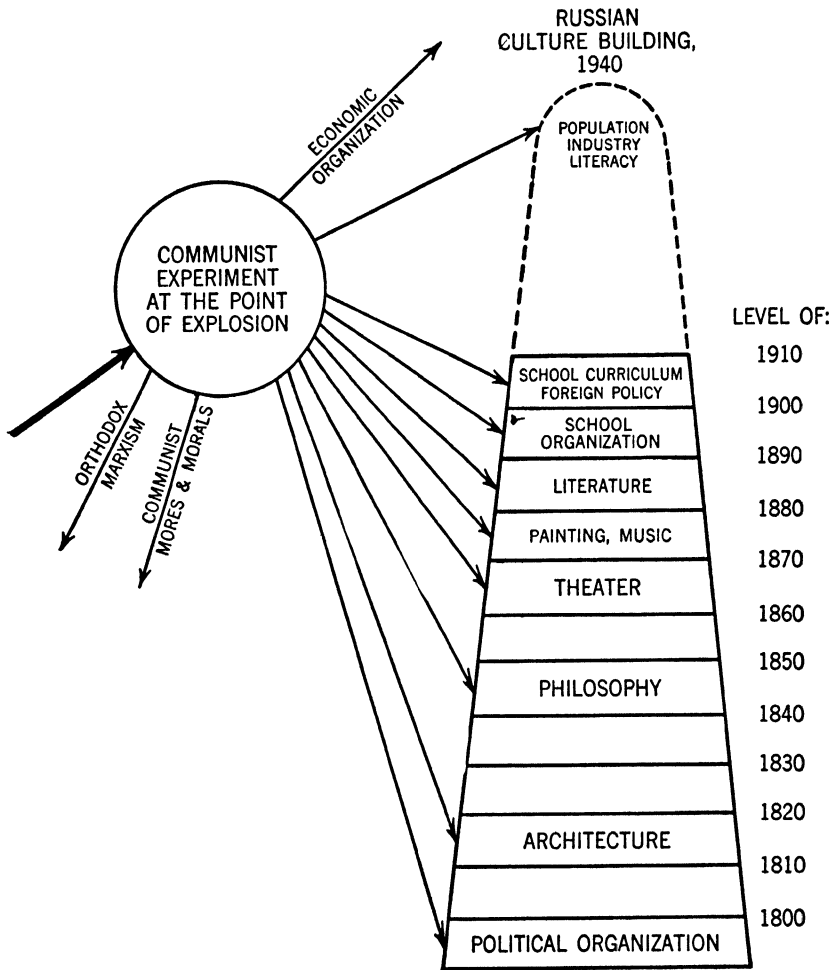 RUSSIAN
CULTURE BUILDING,
1940
ECONOMIC
ORGANIZATION
POPULATION
INDUSTRY
LITERACY
COMMUNIST
EXPERIMENT
AT THE POINT
OF EXPLOSION
ORTHODOX
MARXISM
COMMUNIST
MORES & MORALS
LEVEL OF:
1910
SCHOOL CURRICULUM
FOREIGN POLICY
1900
SCHOOL
ORGANIZATION
1890
LITERATURE
1880
PAINTING, MUSIC
1870
THEATER
1860
1850
PHILOSOPHY
1840
1830
1820
ARCHITECTURE
1810
1800
POLITICAL ORGANIZATION